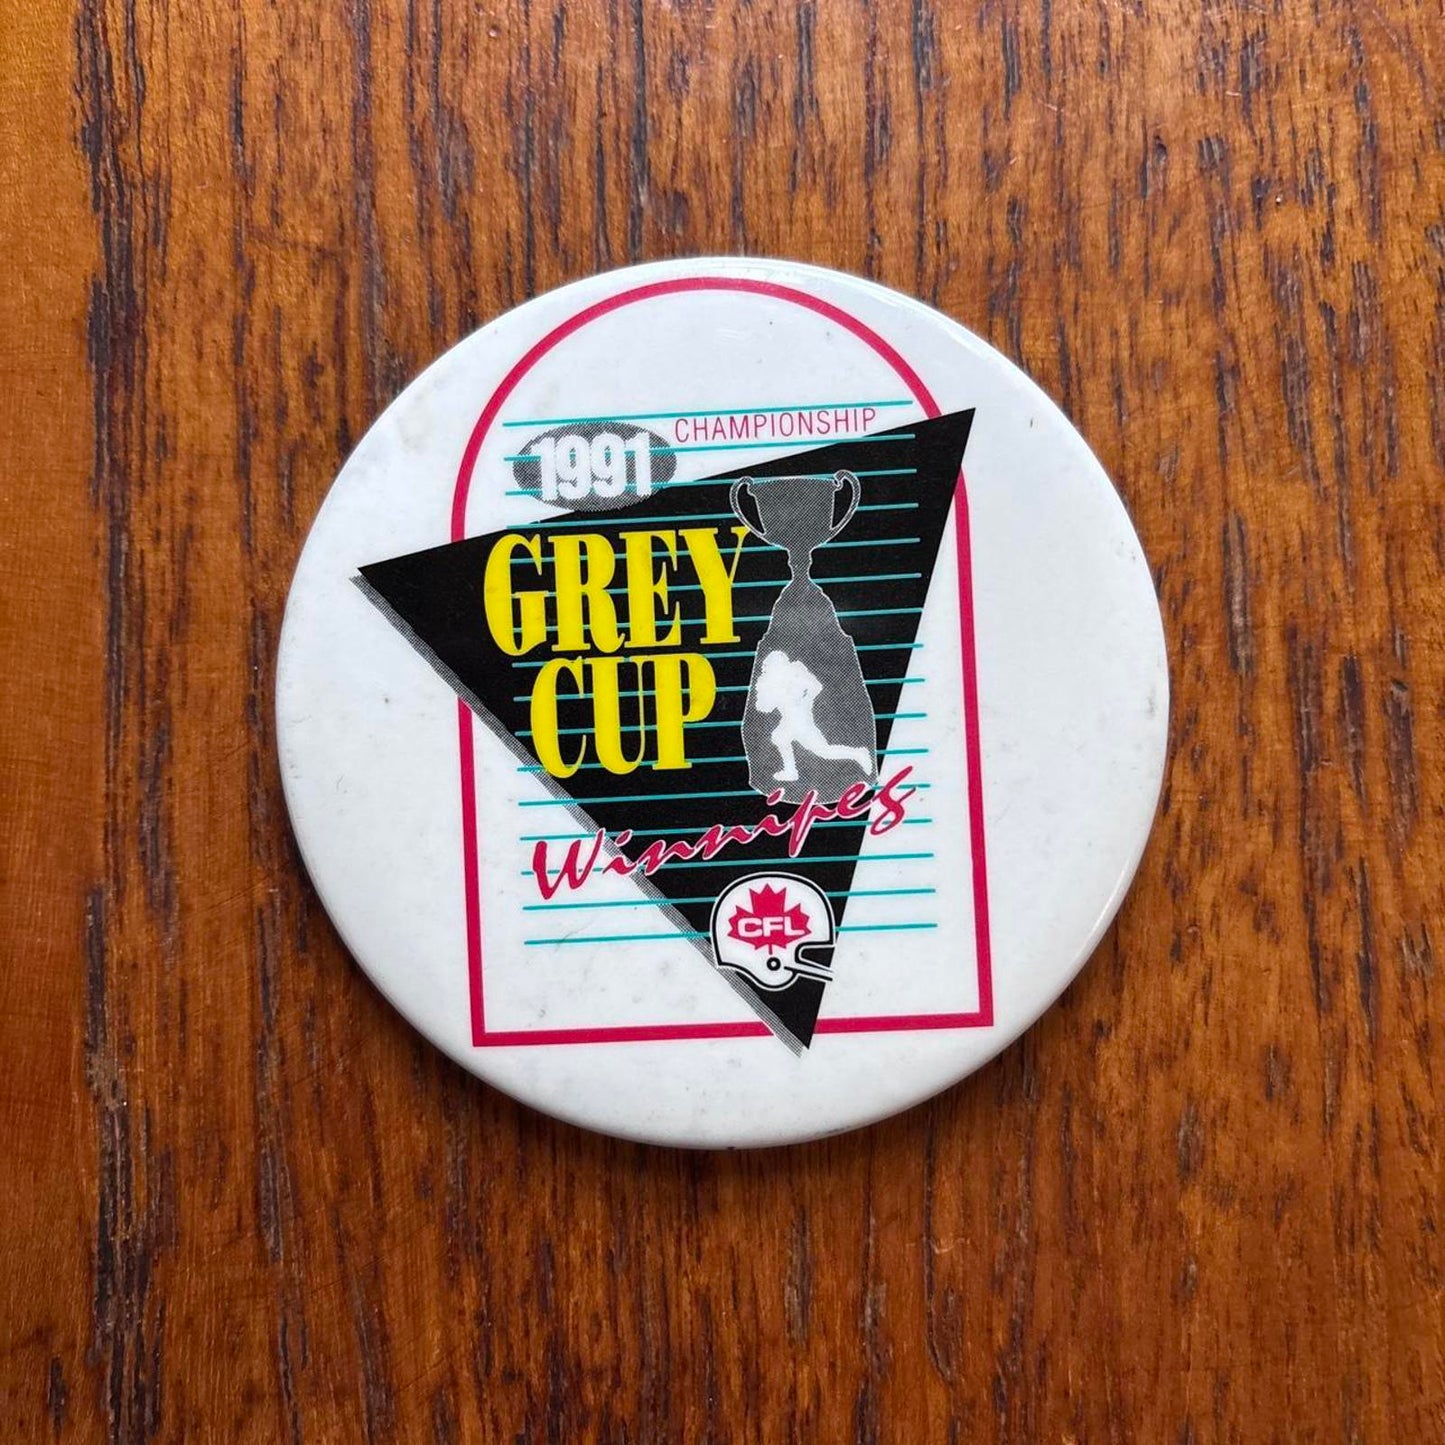 CHAMPIONSHIP
1991
GREY
CUP
Winnipeg
CFL